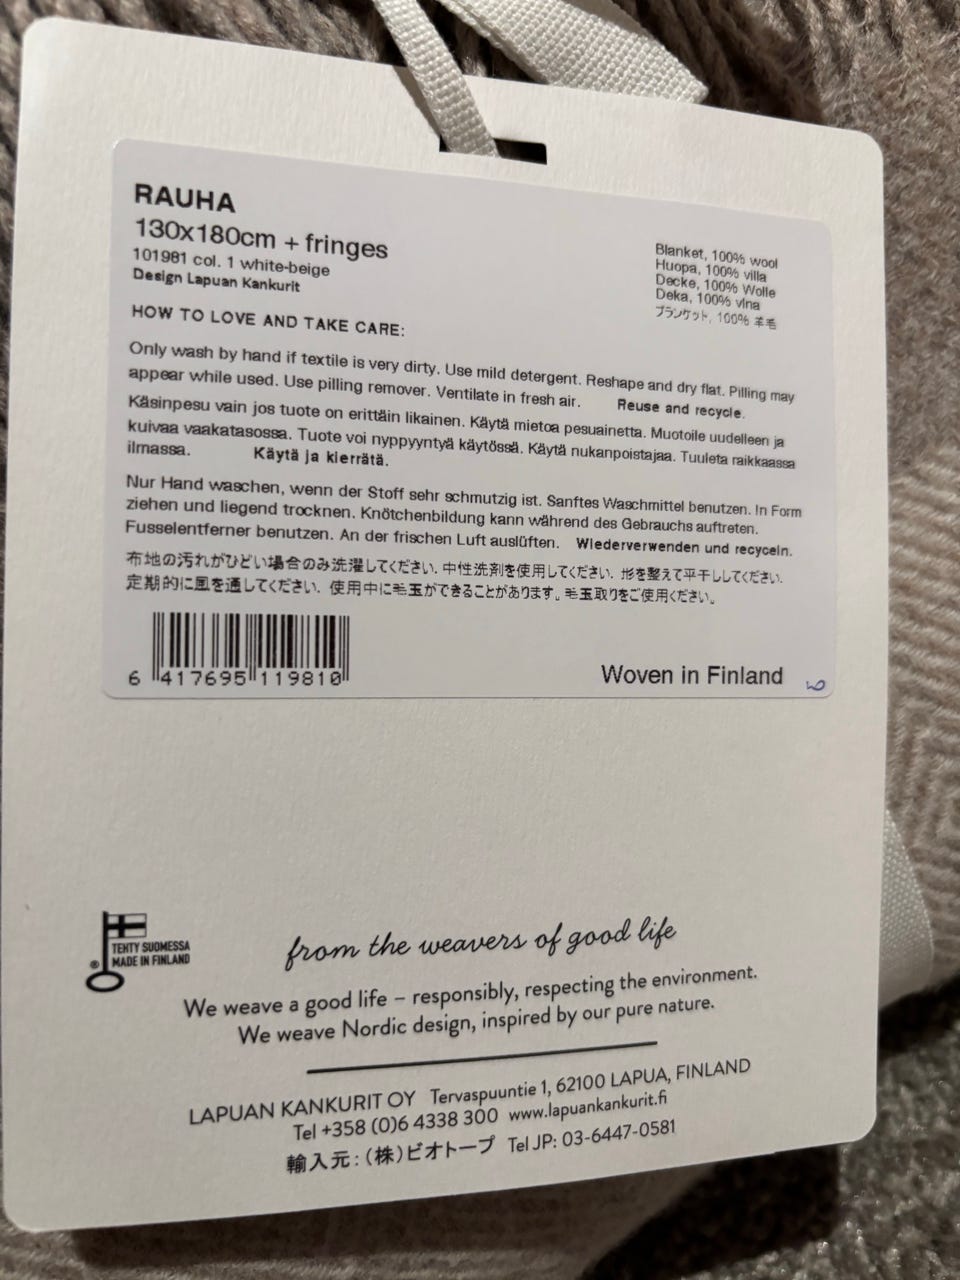 RAUHA
130x180cm + fringes
101981 col. 1 white-beige
Design Lapuan Kankurit
Blanket, 100% wool
Huopa, 100% villa
Decke, 100% Wolle
Deka, 100% vlna
ブランケット, 100% 羊毛
HOW TO LOVE AND TAKE CARE:
Only wash by hand if textile is very dirty. Use mild detergent. Reshape and dry flat. Pilling may
appear while used. Use pilling remover. Ventilate in fresh air. Reuse and recycle.
Käsinpesu vain jos tuote on erittäin likainen. Käytä mietoa pesuainetta. Muotoile uudelleen ja
kuivaa vaakatasossa. Tuote voi nyppyyntyä käytössä. Käytä nukanpoistajaa. Tuuleta raikkaassa
ilmassa. Käytä ja kierrätä.
Nur Hand waschen, wenn der Stoff sehr schmutzig ist. Sanftes Waschmittel benutzen. In Form
ziehen und liegend trocknen. Knötchenbildung kann während des Gebrauchs auftreten.
Fusselentferner benutzen. An der frischen Luft auslüften. Wiederverwenden und recyceln.
布地の汚れがひどい場合のみ洗濯してください. 中性洗剤を使用してください. 形を整えて平干ししてください.
定期的に風を通してください. 使用中に毛玉ができることがあります。毛玉取りをご使用ください。
6 417695 119810
Woven in Finland
TEHTY SUOMESSA
® MADE IN FINLAND
from the weavers of good life
We weave a good life – responsibly, respecting the environment.
We weave Nordic design, inspired by our pure nature.
LAPUAN KANKURIT OY Tervaspuuntie 1, 62100 LAPUA, FINLAND
Tel +358 (0)6 4338 300 www.lapuankankurit.fi
輸入元：（株）ビオトープ Tel JP: 03-6447-0581